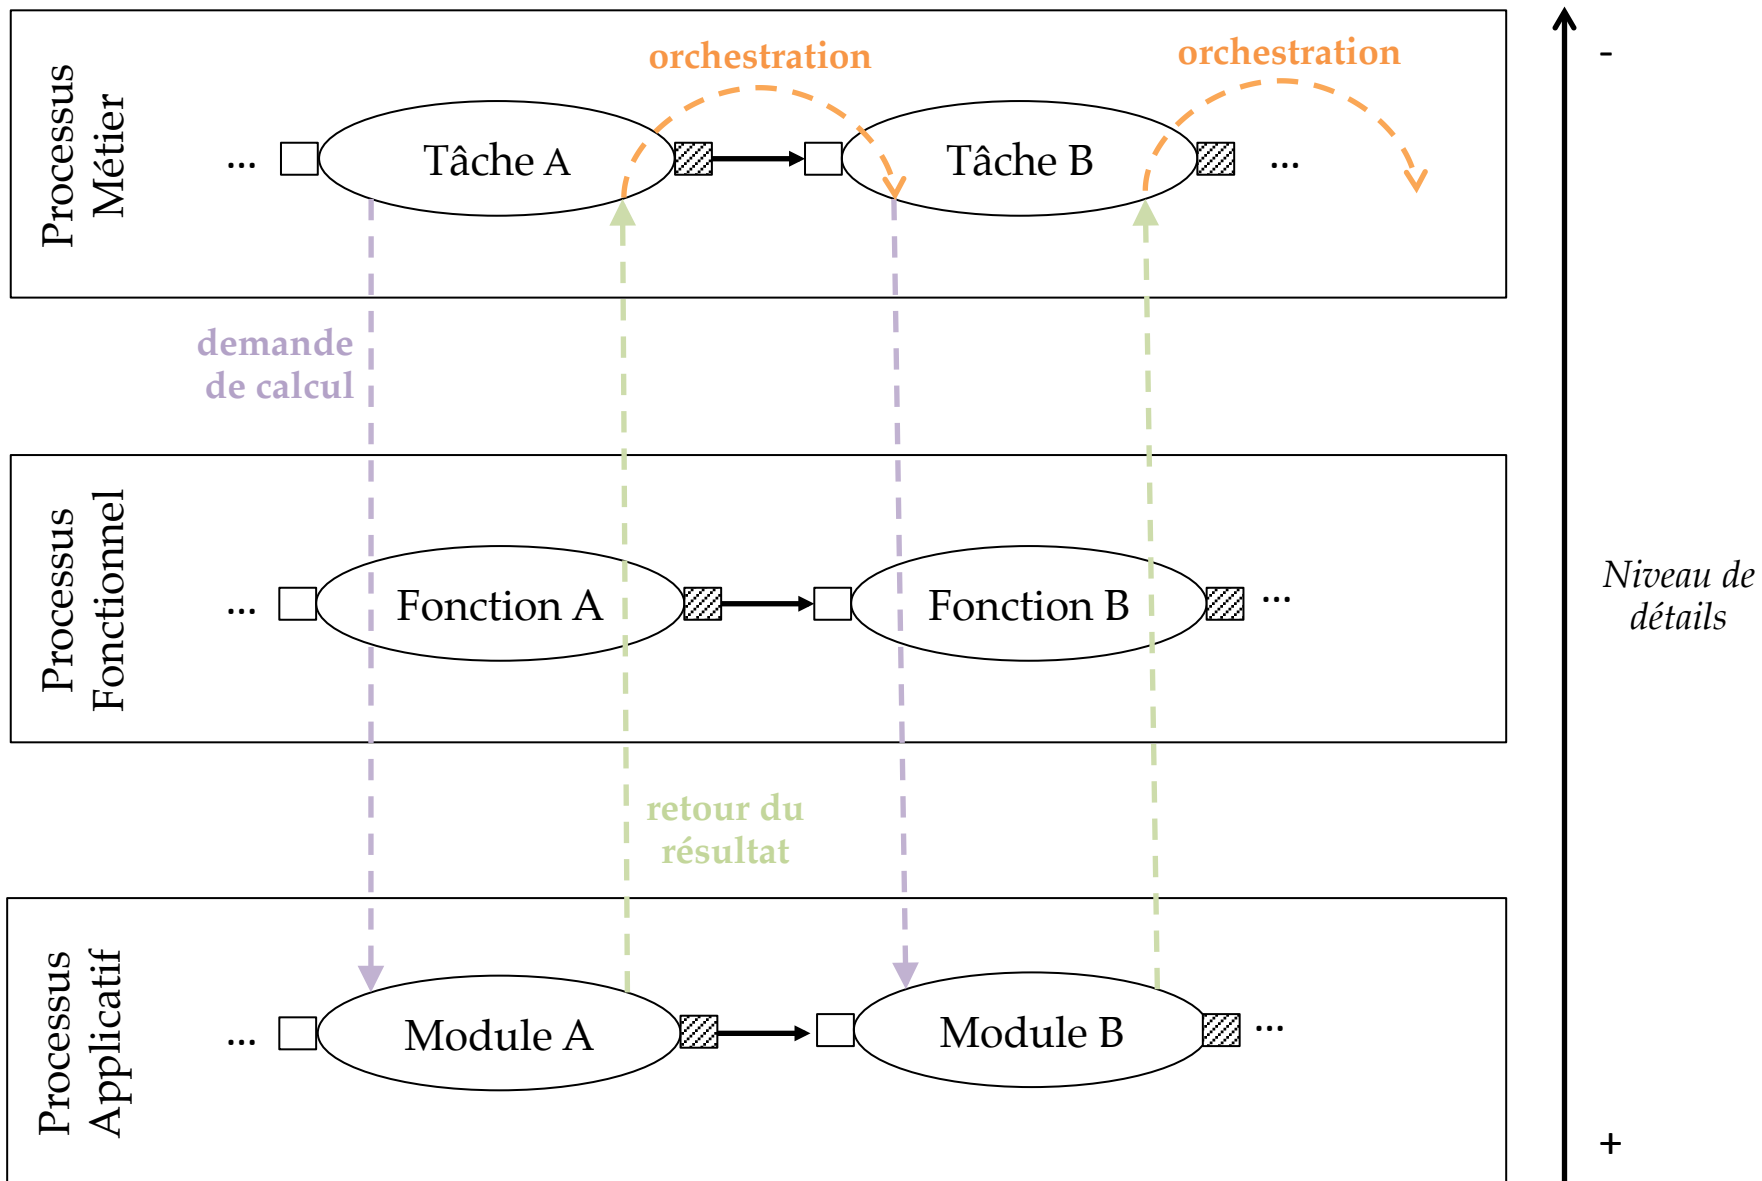 Processus
Métier
orchestration
orchestration
-
... Tâche A Tâche B ...
demande
de calcul
Processus
Fonctionnel
... Fonction A Fonction B ...
Niveau de
détails
retour du
résultat
Processus
Applicatif
... Module A Module B ...
+